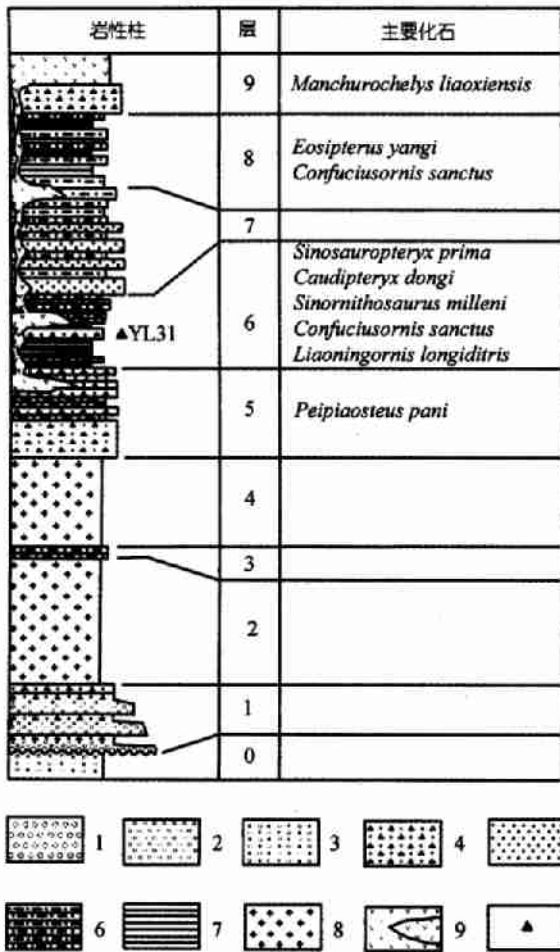 岩性柱 层 主要化石
9 Manchurochelys liaoxiensis
8 Eosipterus yangi
Confuciusornis sanctus
7
Sinosauropteryx prima
Caudipteryx dongi
▲YL31 6 Sinornithosaurus milleni
Confuciusornis sanctus
Liaoningornis longiditris
5 Peipiaosteus pani
4
3
2
1
0
1 2 3 4
6 7 8 9